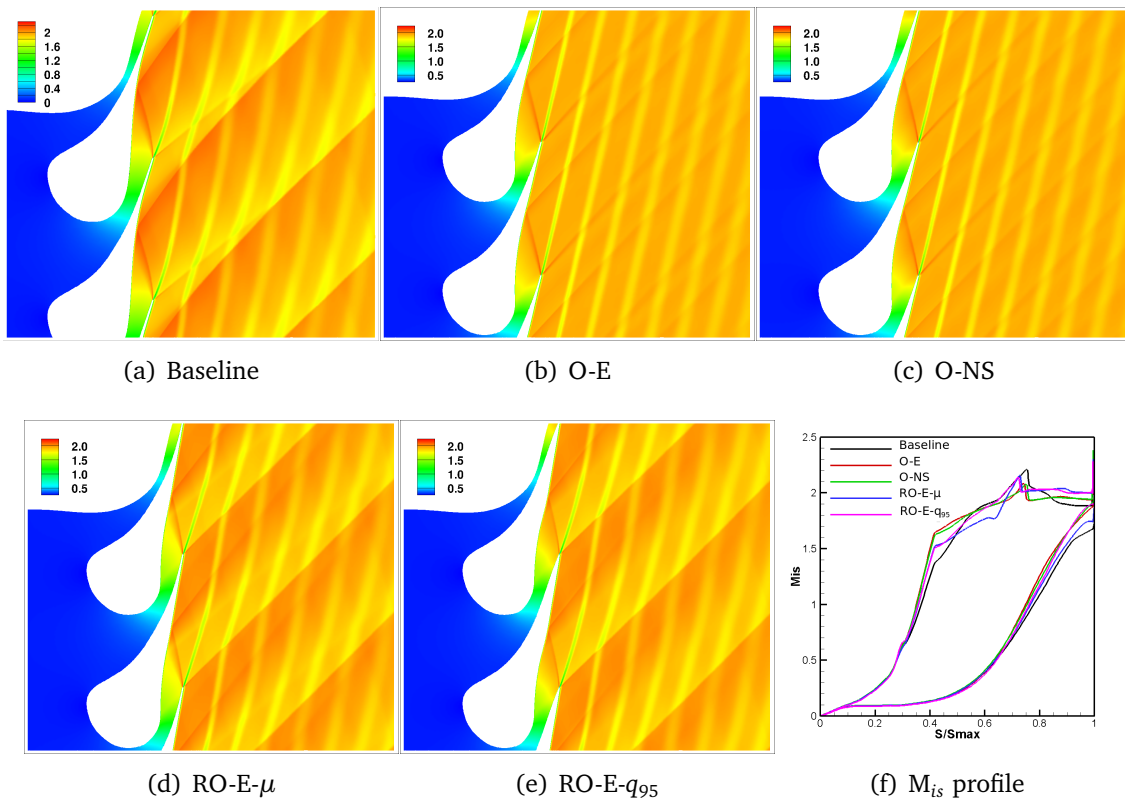 2
1.6
1.2
0.8
0.4
0
2.0
1.5
1.0
0.5
2.0
1.5
1.0
0.5
(a) Baseline
(b) O-E
(c) O-NS
2.0
1.5
1.0
0.5
2.0
1.5
1.0
0.5
2.5
2
1.5
1
0.5
0
Mis
Baseline
O-E
O-NS
RO-E-μ
RO-E-q95
0
0.2
0.4
0.6
0.8
1
S/Smax
(d) RO-E-μ
(e) RO-E-q95
(f) Mis profile